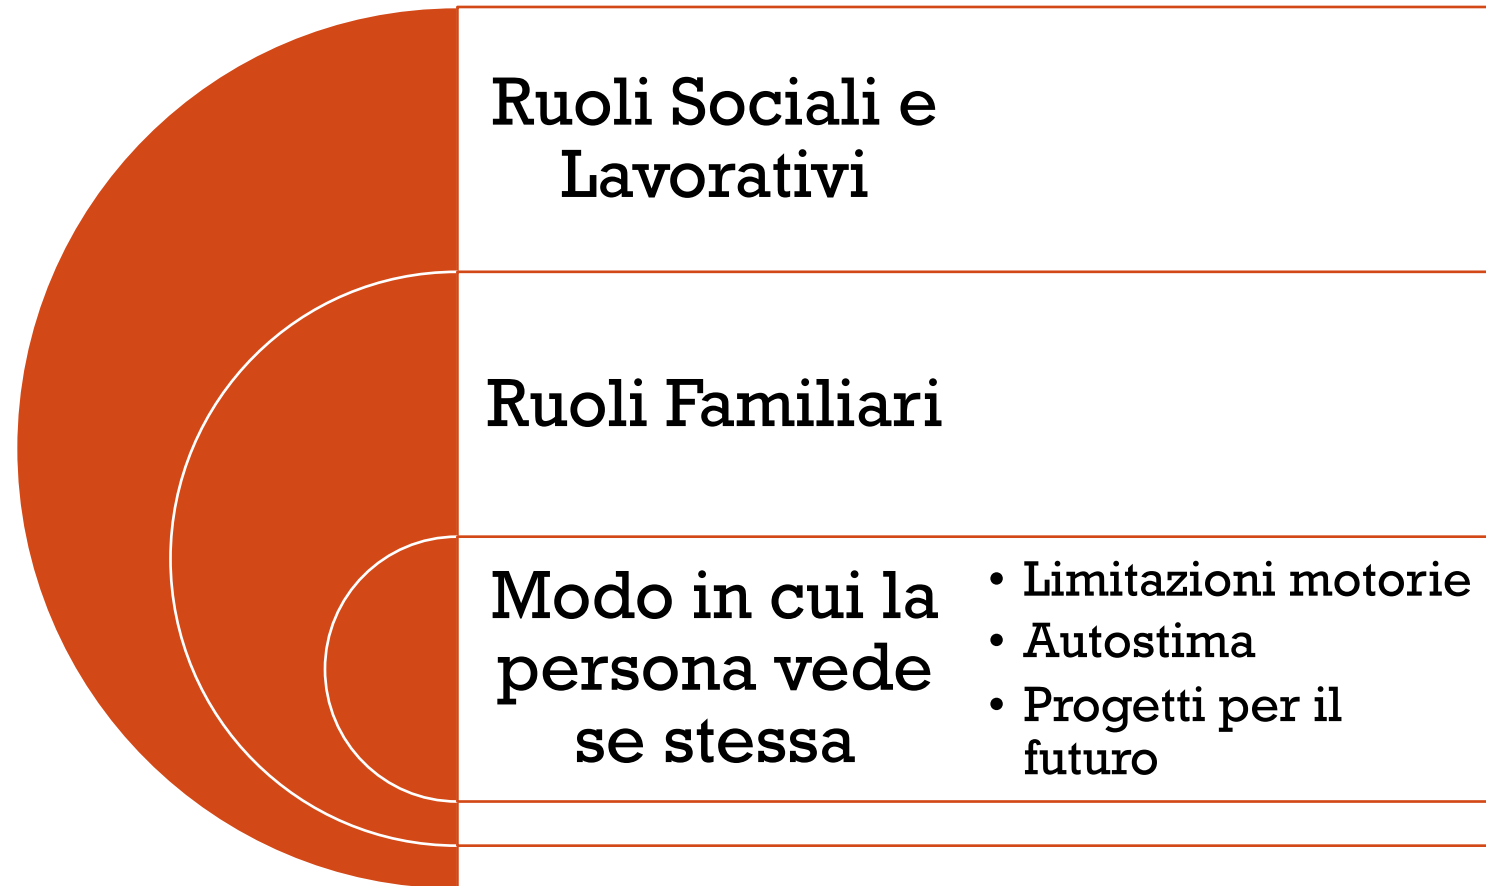 Ruoli Sociali e
Lavorativi
Ruoli Familiari
Modo in cui la
persona vede
se stessa
• Limitazioni motorie
• Autostima
• Progetti per il
futuro